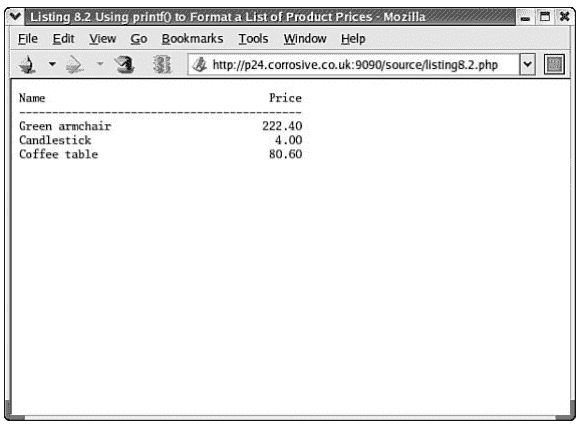 Listing 8.2 Using printf() to Format a List of Product Prices - Mozilla
File Edit View Go Bookmarks Tools Window Help
http://p24.corrosive.co.uk:9090/source/listing8.2.php
Name Price
------------------------------------------
Green armchair 222.40
Candlestick 4.00
Coffee table 80.60